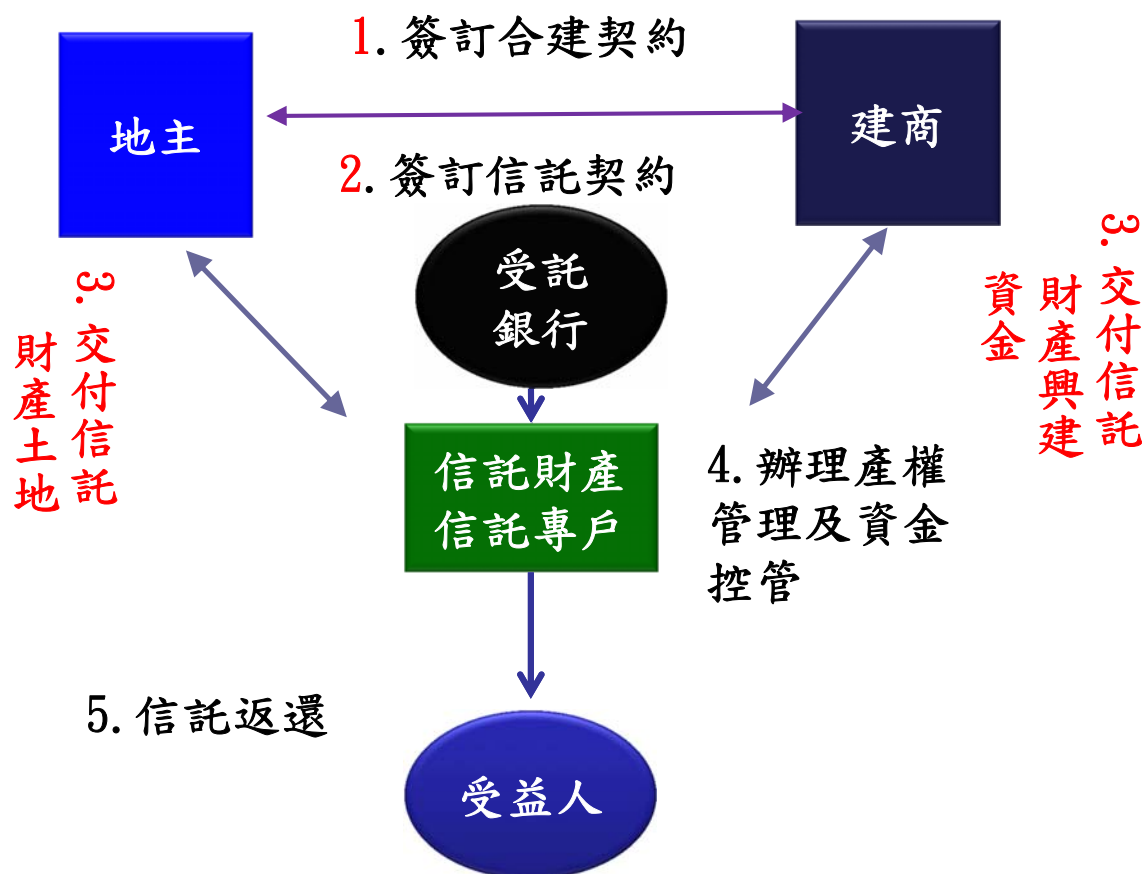 1. 簽訂合建契約
地主
建商
2. 簽訂信託契約
受託
銀行
3. 交付信託
財產土地
3. 交付信託
財產興建
資金
信託財產
信託專戶
4. 辦理產權
管理及資金
控管
5. 信託返還
受益人